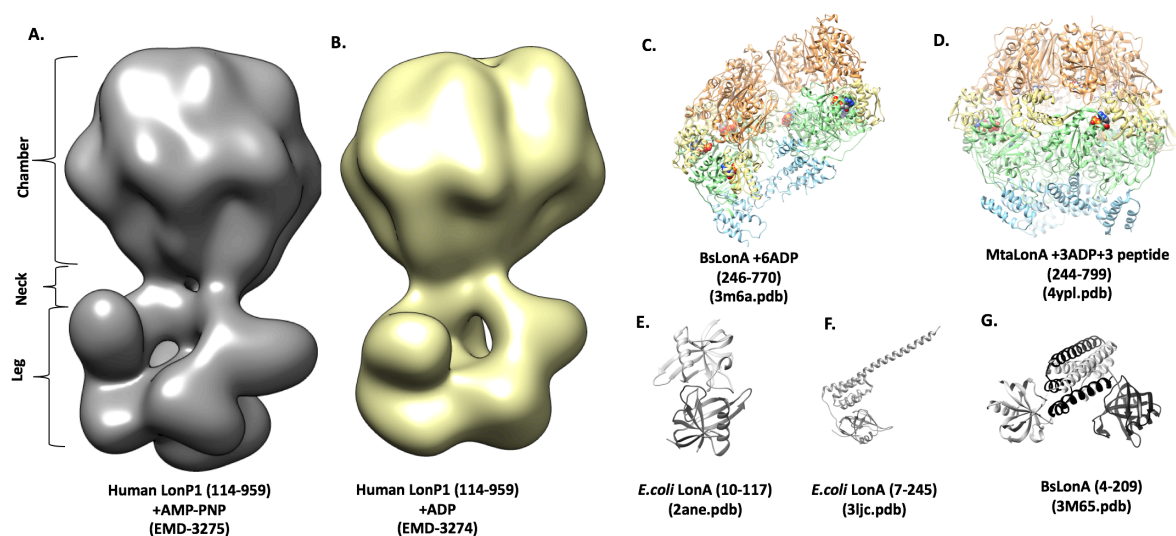 A.
B.
C.
D.
Chamber
Neck
Leg
BsLonA +6ADP
(246-770)
(3m6a.pdb)
MtaLonA +3ADP+3 peptide
(244-799)
(4ypl.pdb)
E.
F.
G.
Human LonP1 (114-959)
+AMP-PNP
(EMD-3275)
Human LonP1 (114-959)
+ADP
(EMD-3274)
E.coli LonA (10-117)
(2ane.pdb)
E.coli LonA (7-245)
(3ljc.pdb)
BsLonA (4-209)
(3M65.pdb)